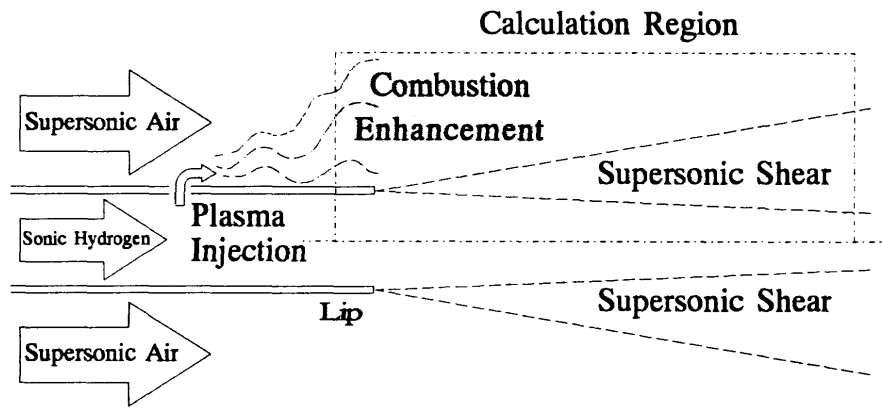 Calculation Region
Combustion
Enhancement
Supersonic Air
Supersonic Shear
Plasma
Injection
Sonic Hydrogen
Lip
Supersonic Shear
Supersonic Air